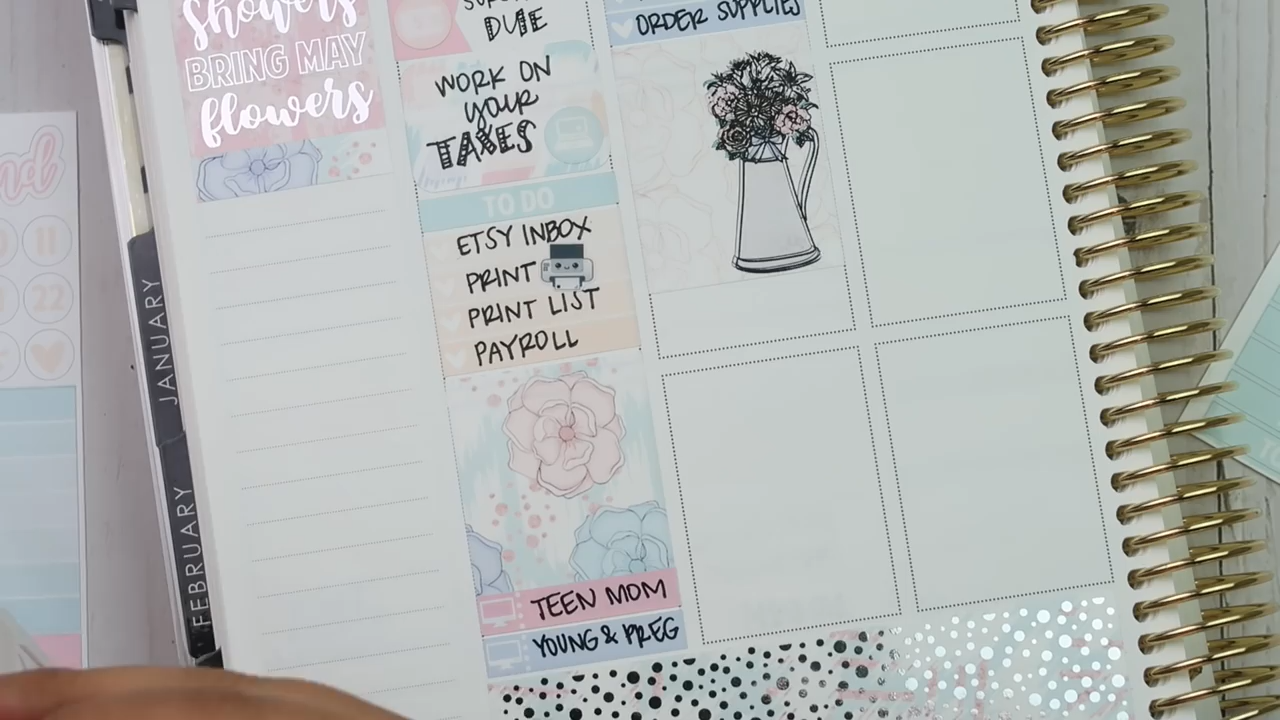 Showers
BRING MAY
flowers
DUE
WORK ON
your
TAXES
TO DO
ETSY INBOX
PRINT
PRINT LIST
PAYROLL
TEEN MOM
YOUNG & PREG
ORDER SUPPLIES
JANUARY
FEBRUARY
11
22